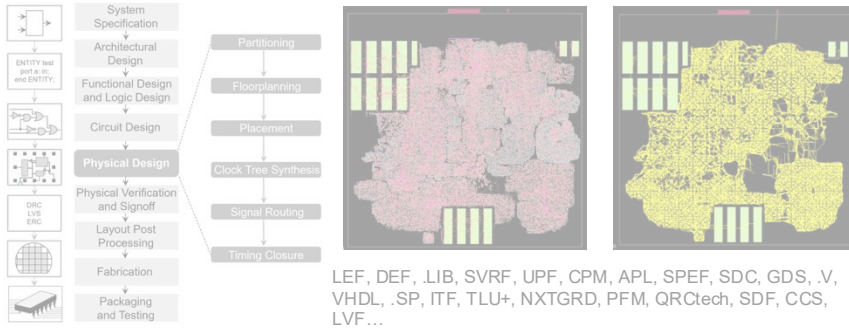 System
Specification
Architectural
Design
ENTITY test
port a: in;
end ENTITY;
Functional Design
and Logic Design
Circuit Design
Physical Design
Physical Verification
and Signoff
DRC
LVS
ERC
Layout Post
Processing
Fabrication
Packaging
and Testing
Partitioning
Floorplanning
Placement
Clock Tree Synthesis
Signal Routing
Timing Closure
LEF, DEF, .LIB, SVRF, UPF, CPM, APL, SPEF, SDC, GDS, .V,
VHDL, .SP, ITF, TLU+, NXTGRD, PFM, QRCtech, SDF, CCS,
LVF…